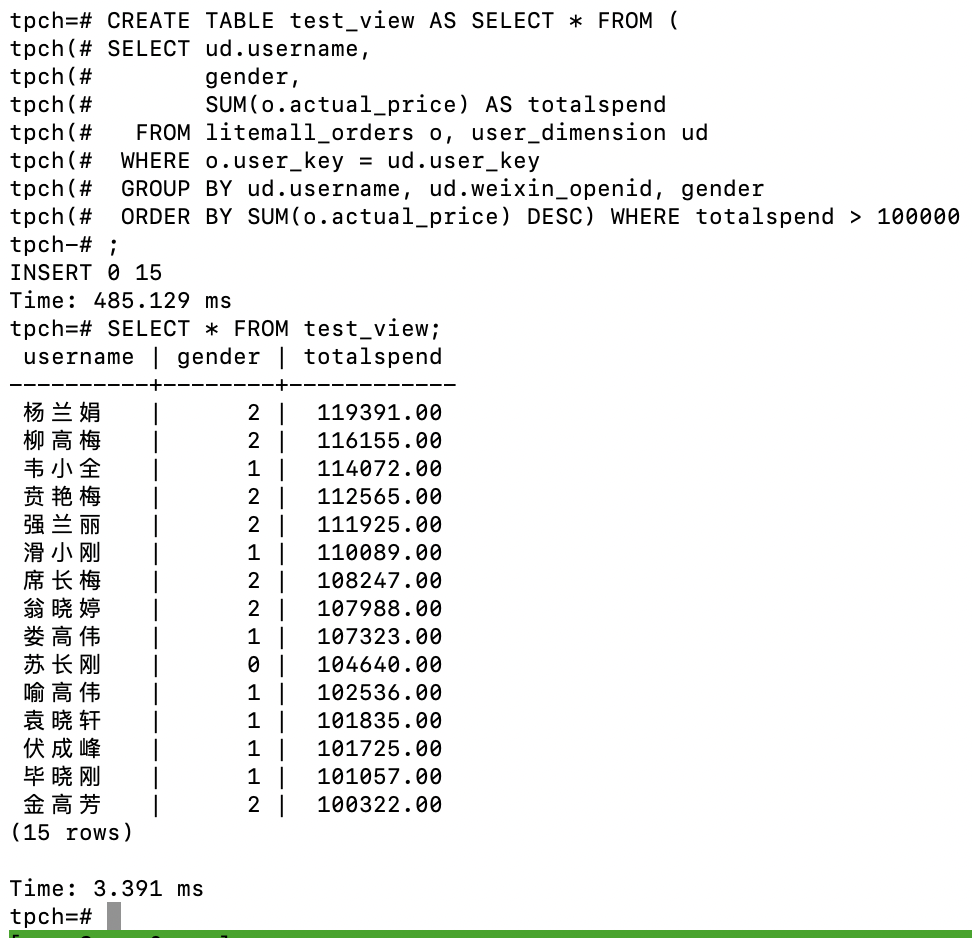 tpch=# CREATE TABLE test_view AS SELECT * FROM (
tpch(# SELECT ud.username,
tpch(#        gender,
tpch(#        SUM(o.actual_price) AS totalspend
tpch(#   FROM litemall_orders o, user_dimension ud
tpch(#  WHERE o.user_key = ud.user_key
tpch(#  GROUP BY ud.username, ud.weixin_openid, gender
tpch(#  ORDER BY SUM(o.actual_price) DESC) WHERE totalspend > 100000
tpch-# ;
INSERT 0 15
Time: 485.129 ms
tpch=# SELECT * FROM test_view;
 username | gender | totalspend
----------+--------+------------
 杨兰娟   |      2 |  119391.00
 柳高梅   |      2 |  116155.00
 韦小全   |      1 |  114072.00
 贲艳梅   |      2 |  112565.00
 强兰丽   |      2 |  111925.00
 滑小刚   |      1 |  110089.00
 席长梅   |      2 |  108247.00
 翁晓婷   |      2 |  107988.00
 娄高伟   |      1 |  107323.00
 苏长刚   |      0 |  104640.00
 喻高伟   |      1 |  102536.00
 袁晓轩   |      1 |  101835.00
 伏成峰   |      1 |  101725.00
 毕晓刚   |      1 |  101057.00
 金高芳   |      2 |  100322.00
(15 rows)
Time: 3.391 ms
tpch=#